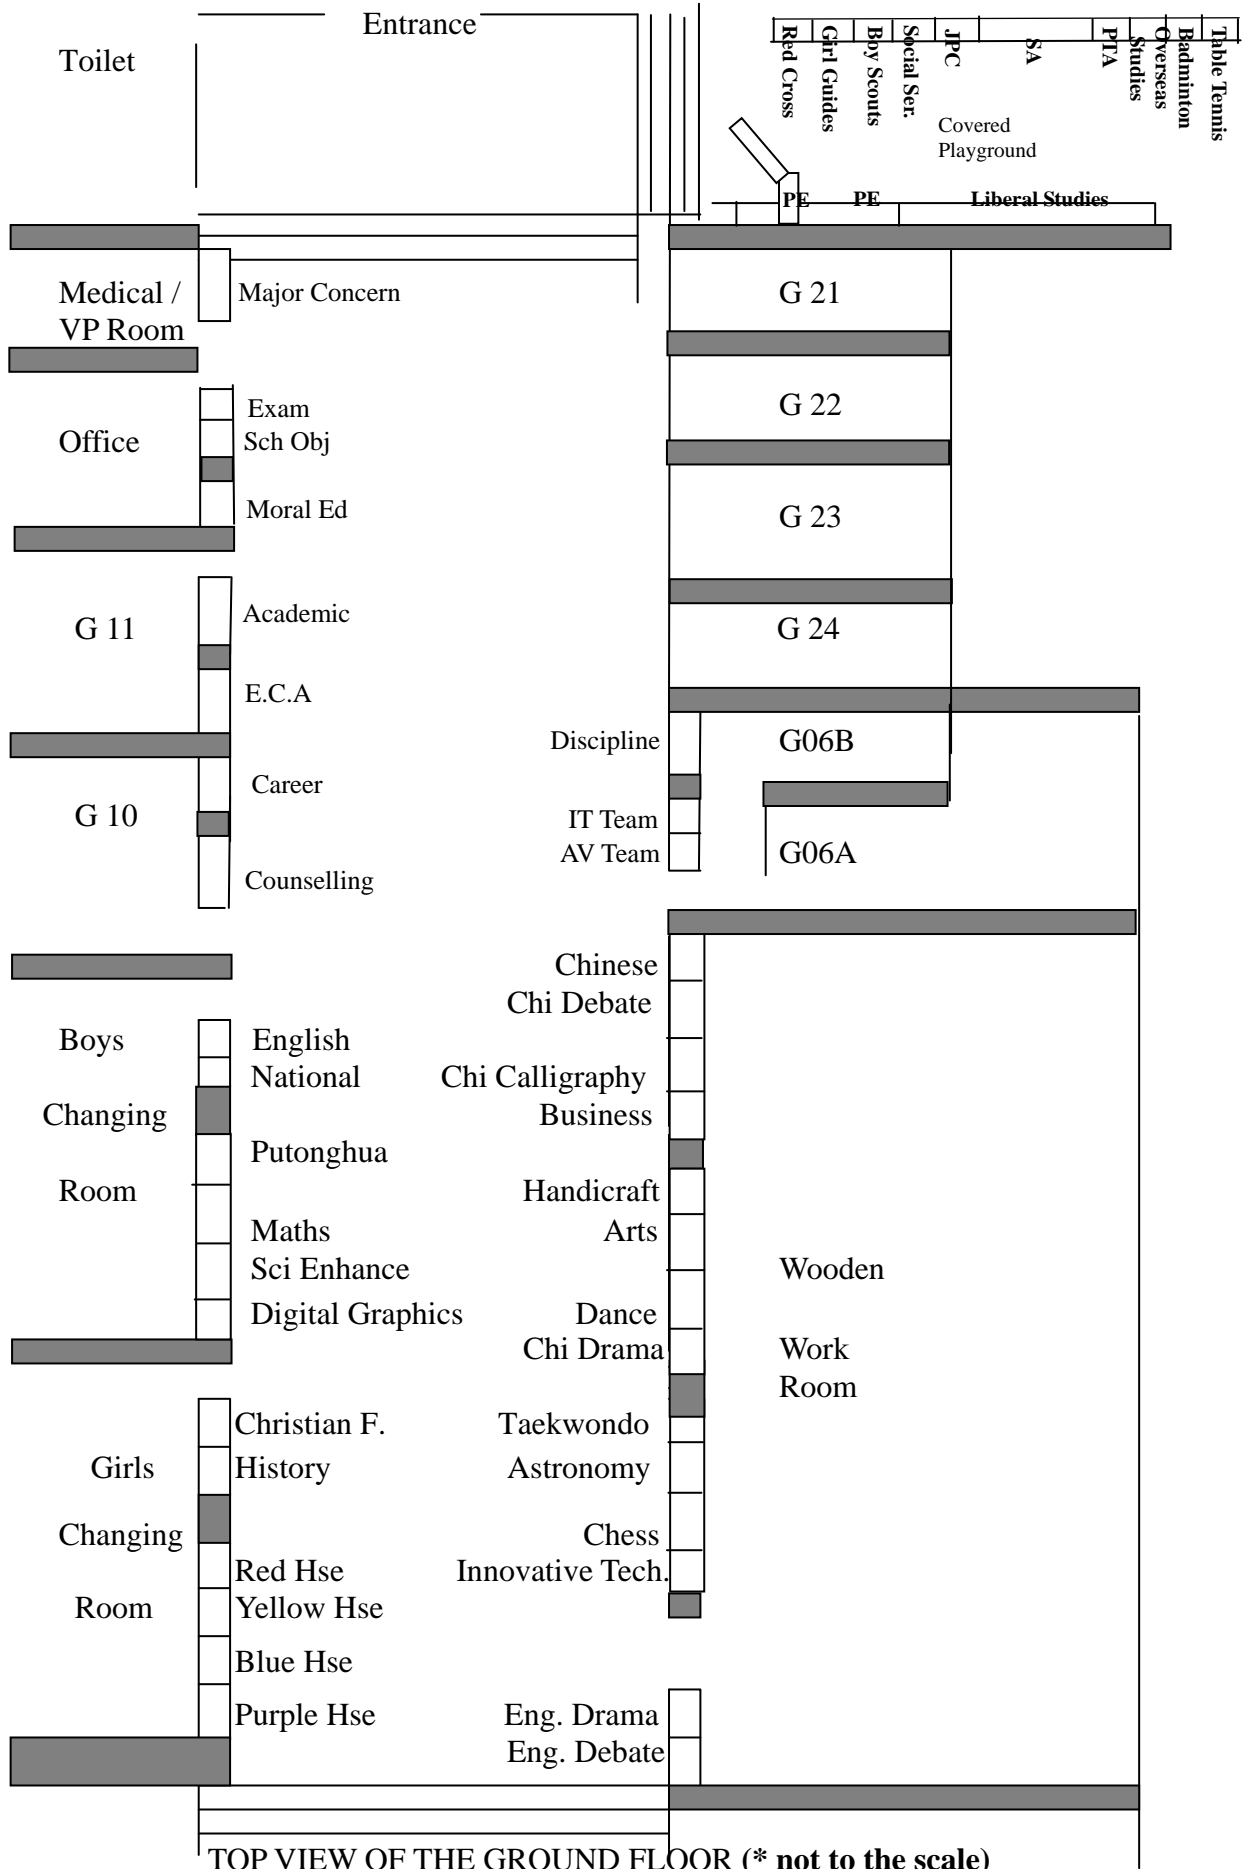 Entrance
Toilet
Red Cross
Girl Guides
Boy Scouts
Social Ser.
JPC
SA
PTA
Overseas
Studies
Badminton
Table Tennis
Covered
Playground
PE
PE
Liberal Studies
Medical /
VP Room
Major Concern
G 21
Exam
Office
Sch Obj
Moral Ed
G 22
G 23
G 11
Academic
E.C.A
G 24
G 10
Career
Counselling
Discipline
IT Team
AV Team
G06B
G06A
Boys
Changing
Room
English
National
Putonghua
Maths
Sci Enhance
Digital Graphics
Chinese
Chi Debate
Chi Calligraphy
Business
Handicraft
Arts
Dance
Chi Drama
Wooden
Work
Room
Girls
Changing
Room
Christian F.
History
Red Hse
Yellow Hse
Blue Hse
Purple Hse
Taekwondo
Astronomy
Chess
Innovative Tech.
Eng. Drama
Eng. Debate
TOP VIEW OF THE GROUND FLOOR (* not to the scale)